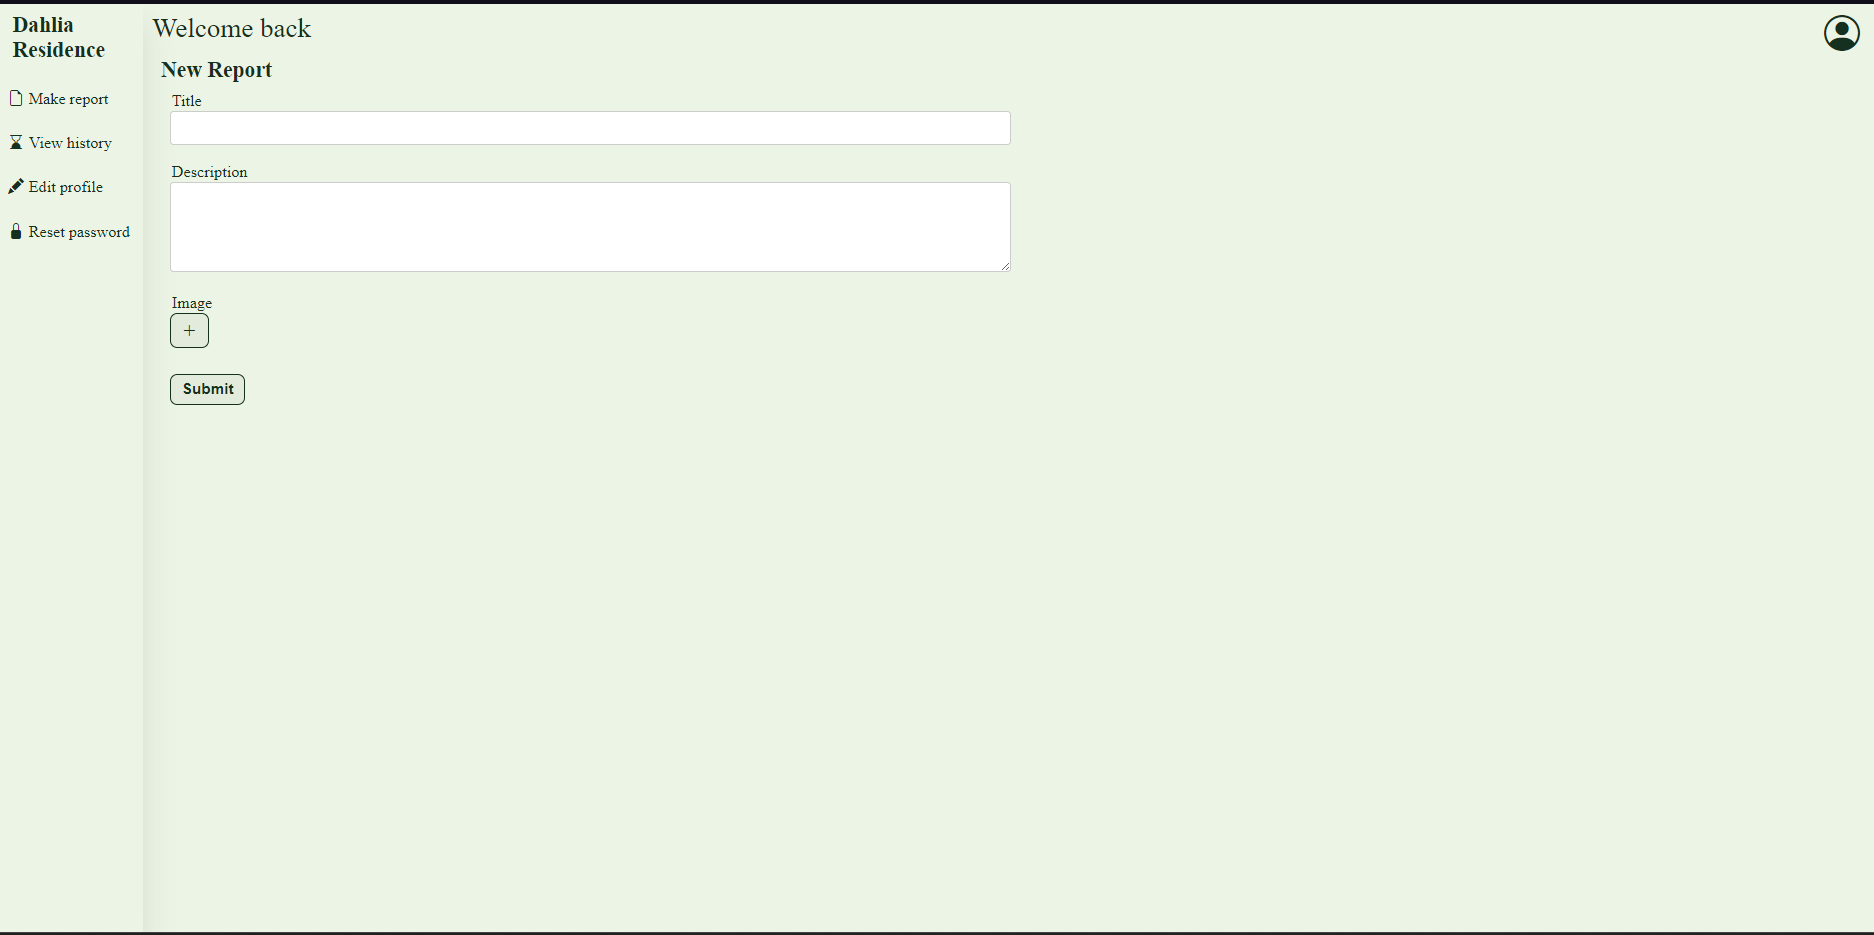 Dahlia
Residence
Make report
View history
Edit profile
Reset password
Welcome back
New Report
Title
Description
Image
+
Submit